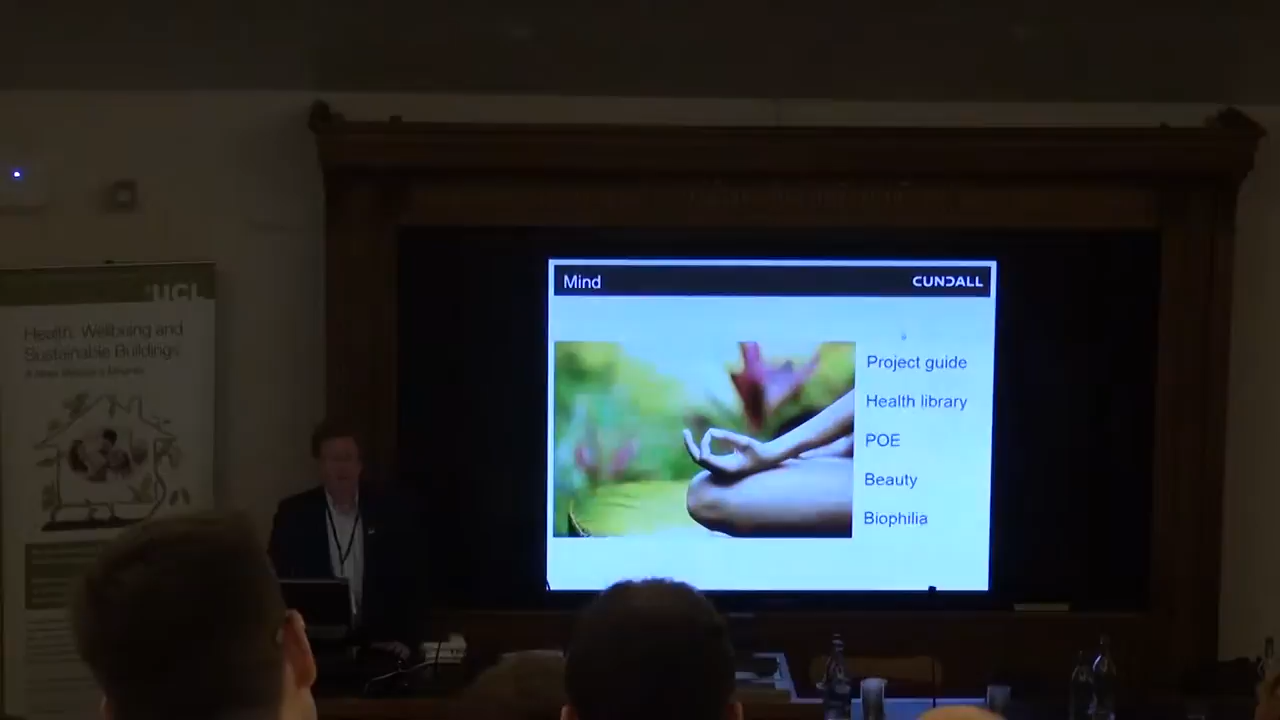 UCL
Health, Wellbeing and
Sustainable Buildings
Mind
CUNDALL
Project guide
Health library
POE
Beauty
Biophilia